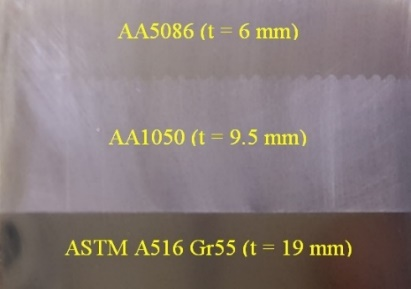 AA5086 (t = 6 mm)
AA1050 (t = 9.5 mm)
ASTM A516 Gr55 (t = 19 mm)